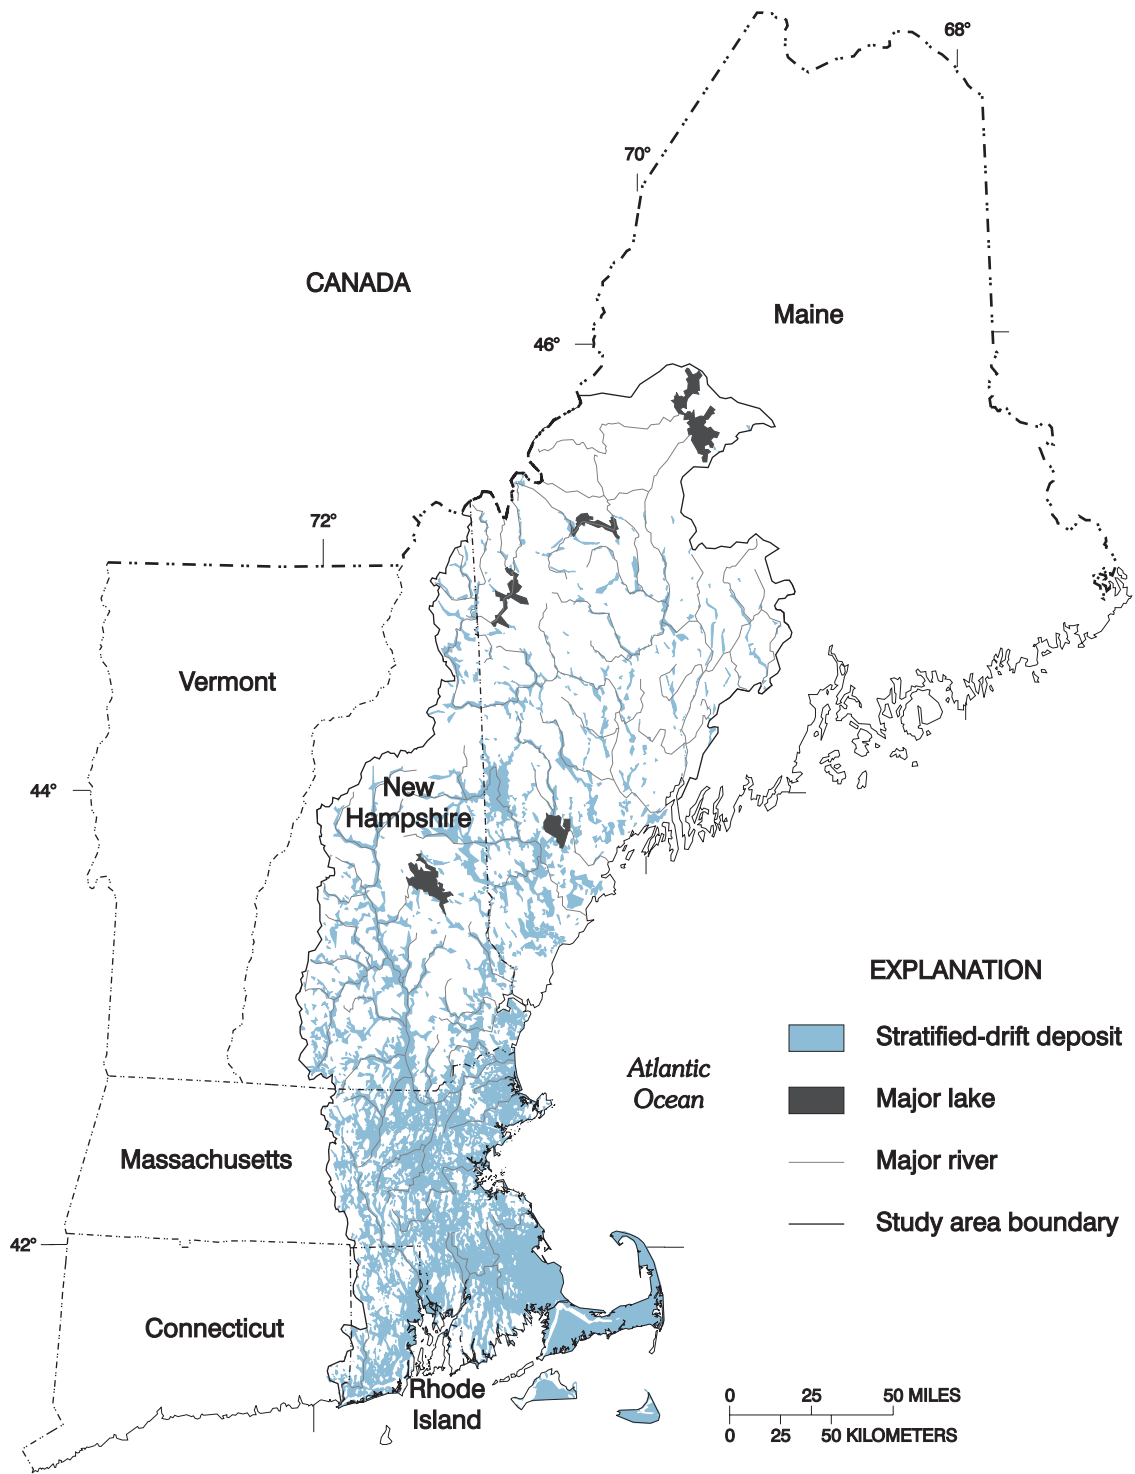 68°
70°
CANADA
Maine
46°
72°
Vermont
44°
New
Hampshire
EXPLANATION
Stratified-drift deposit
Atlantic
Ocean
Major lake
Massachusetts
Major river
Study area boundary
42°
Connecticut
Rhode
Island
0 25 50 MILES
0 25 50 KILOMETERS